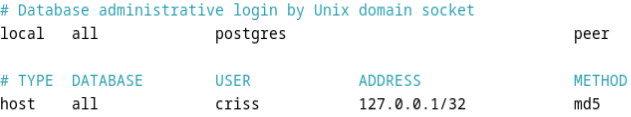 # Database administrative login by Unix domain socket
local   all             postgres                                peer
# TYPE  DATABASE        USER            ADDRESS                 METHOD
host    all             criss           127.0.0.1/32            md5